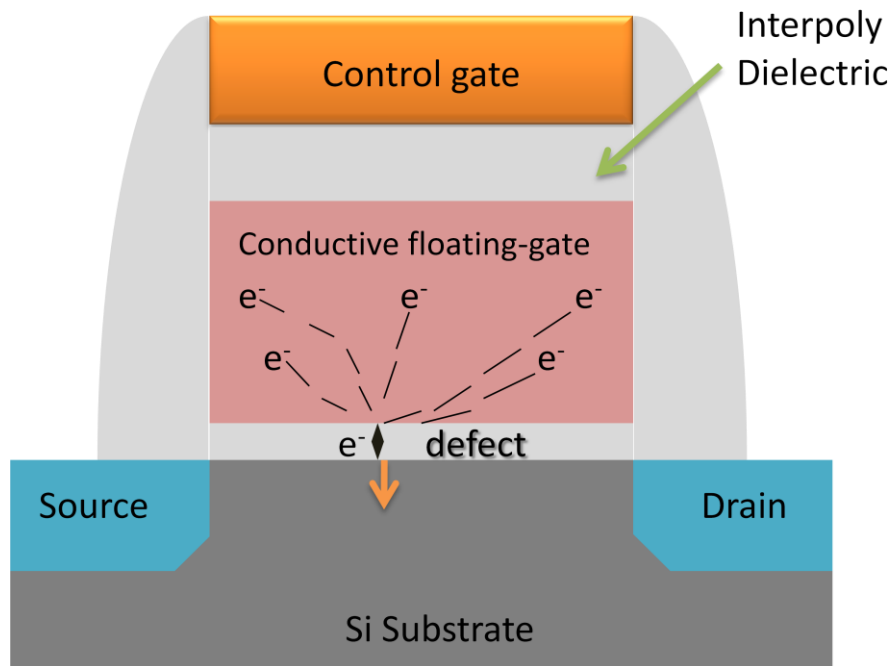 Interpoly
Dielectric
Control gate
Conductive floating-gate
e⁻ e⁻ e⁻
e⁻ e⁻
e⁻ defect
Source Drain
Si Substrate